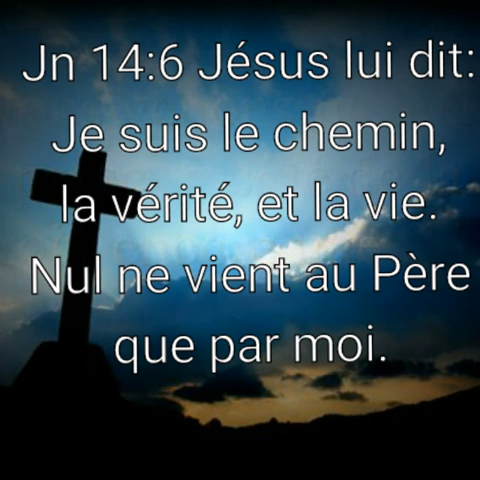 Jn 14:6 Jésus lui dit:
Je suis le chemin,
la vérité, et la vie.
Nul ne vient au Père
que par moi.